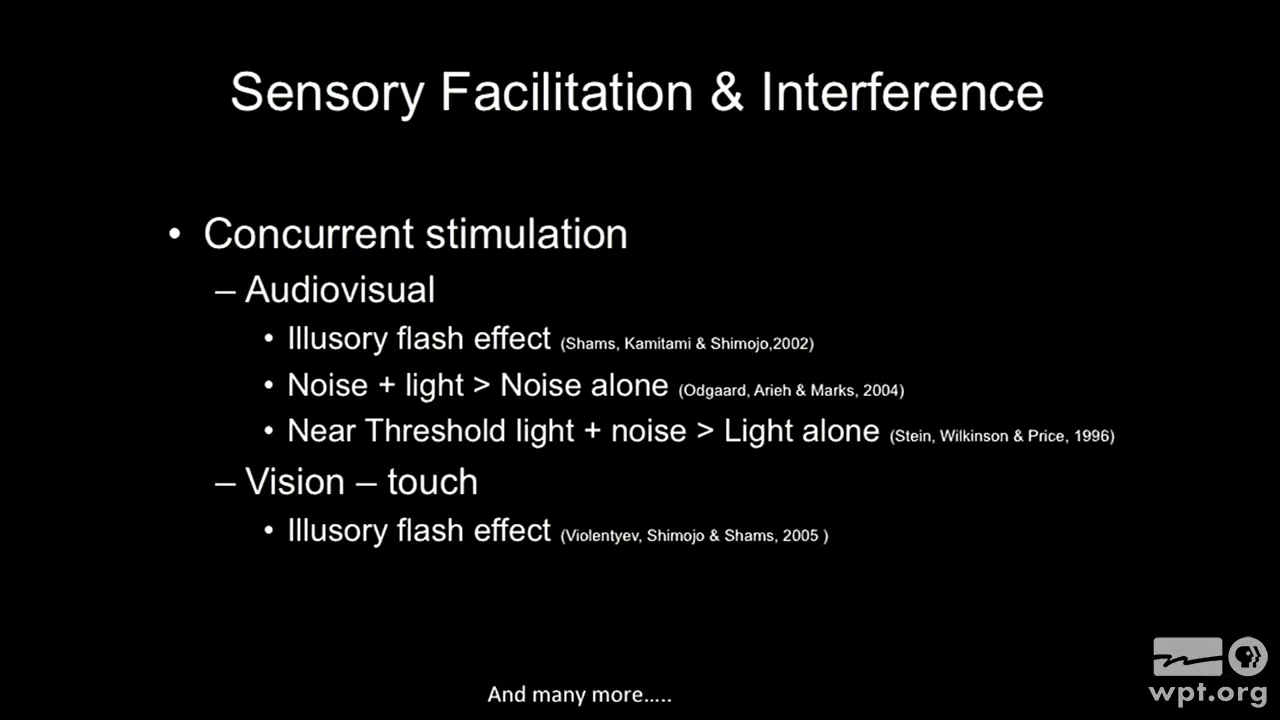 Sensory Facilitation & Interference
• Concurrent stimulation
– Audiovisual
• Illusory flash effect (Shams, Kamitami & Shimojo,2002)
• Noise + light > Noise alone (Odgaard, Arieh & Marks, 2004)
• Near Threshold light + noise > Light alone (Stein, Wilkinson & Price, 1996)
– Vision – touch
• Illusory flash effect (Violentyev, Shimojo & Shams, 2005 )
And many more.....
wpt.org